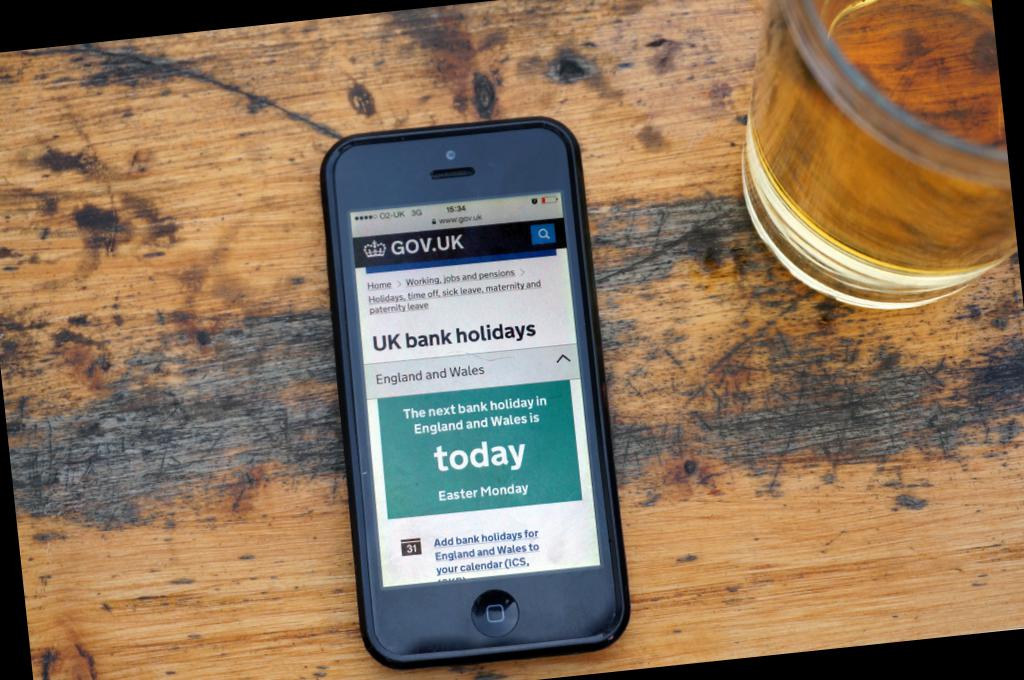 O2-UK 3G 15:34
www.gov.uk
GOV.UK
Home > Working, jobs and pensions >
Holidays, time off, sick leave, maternity and
paternity leave
UK bank holidays
England and Wales
The next bank holiday in
England and Wales is
today
Easter Monday
31
Add bank holidays for
England and Wales to
your calendar (ICS,